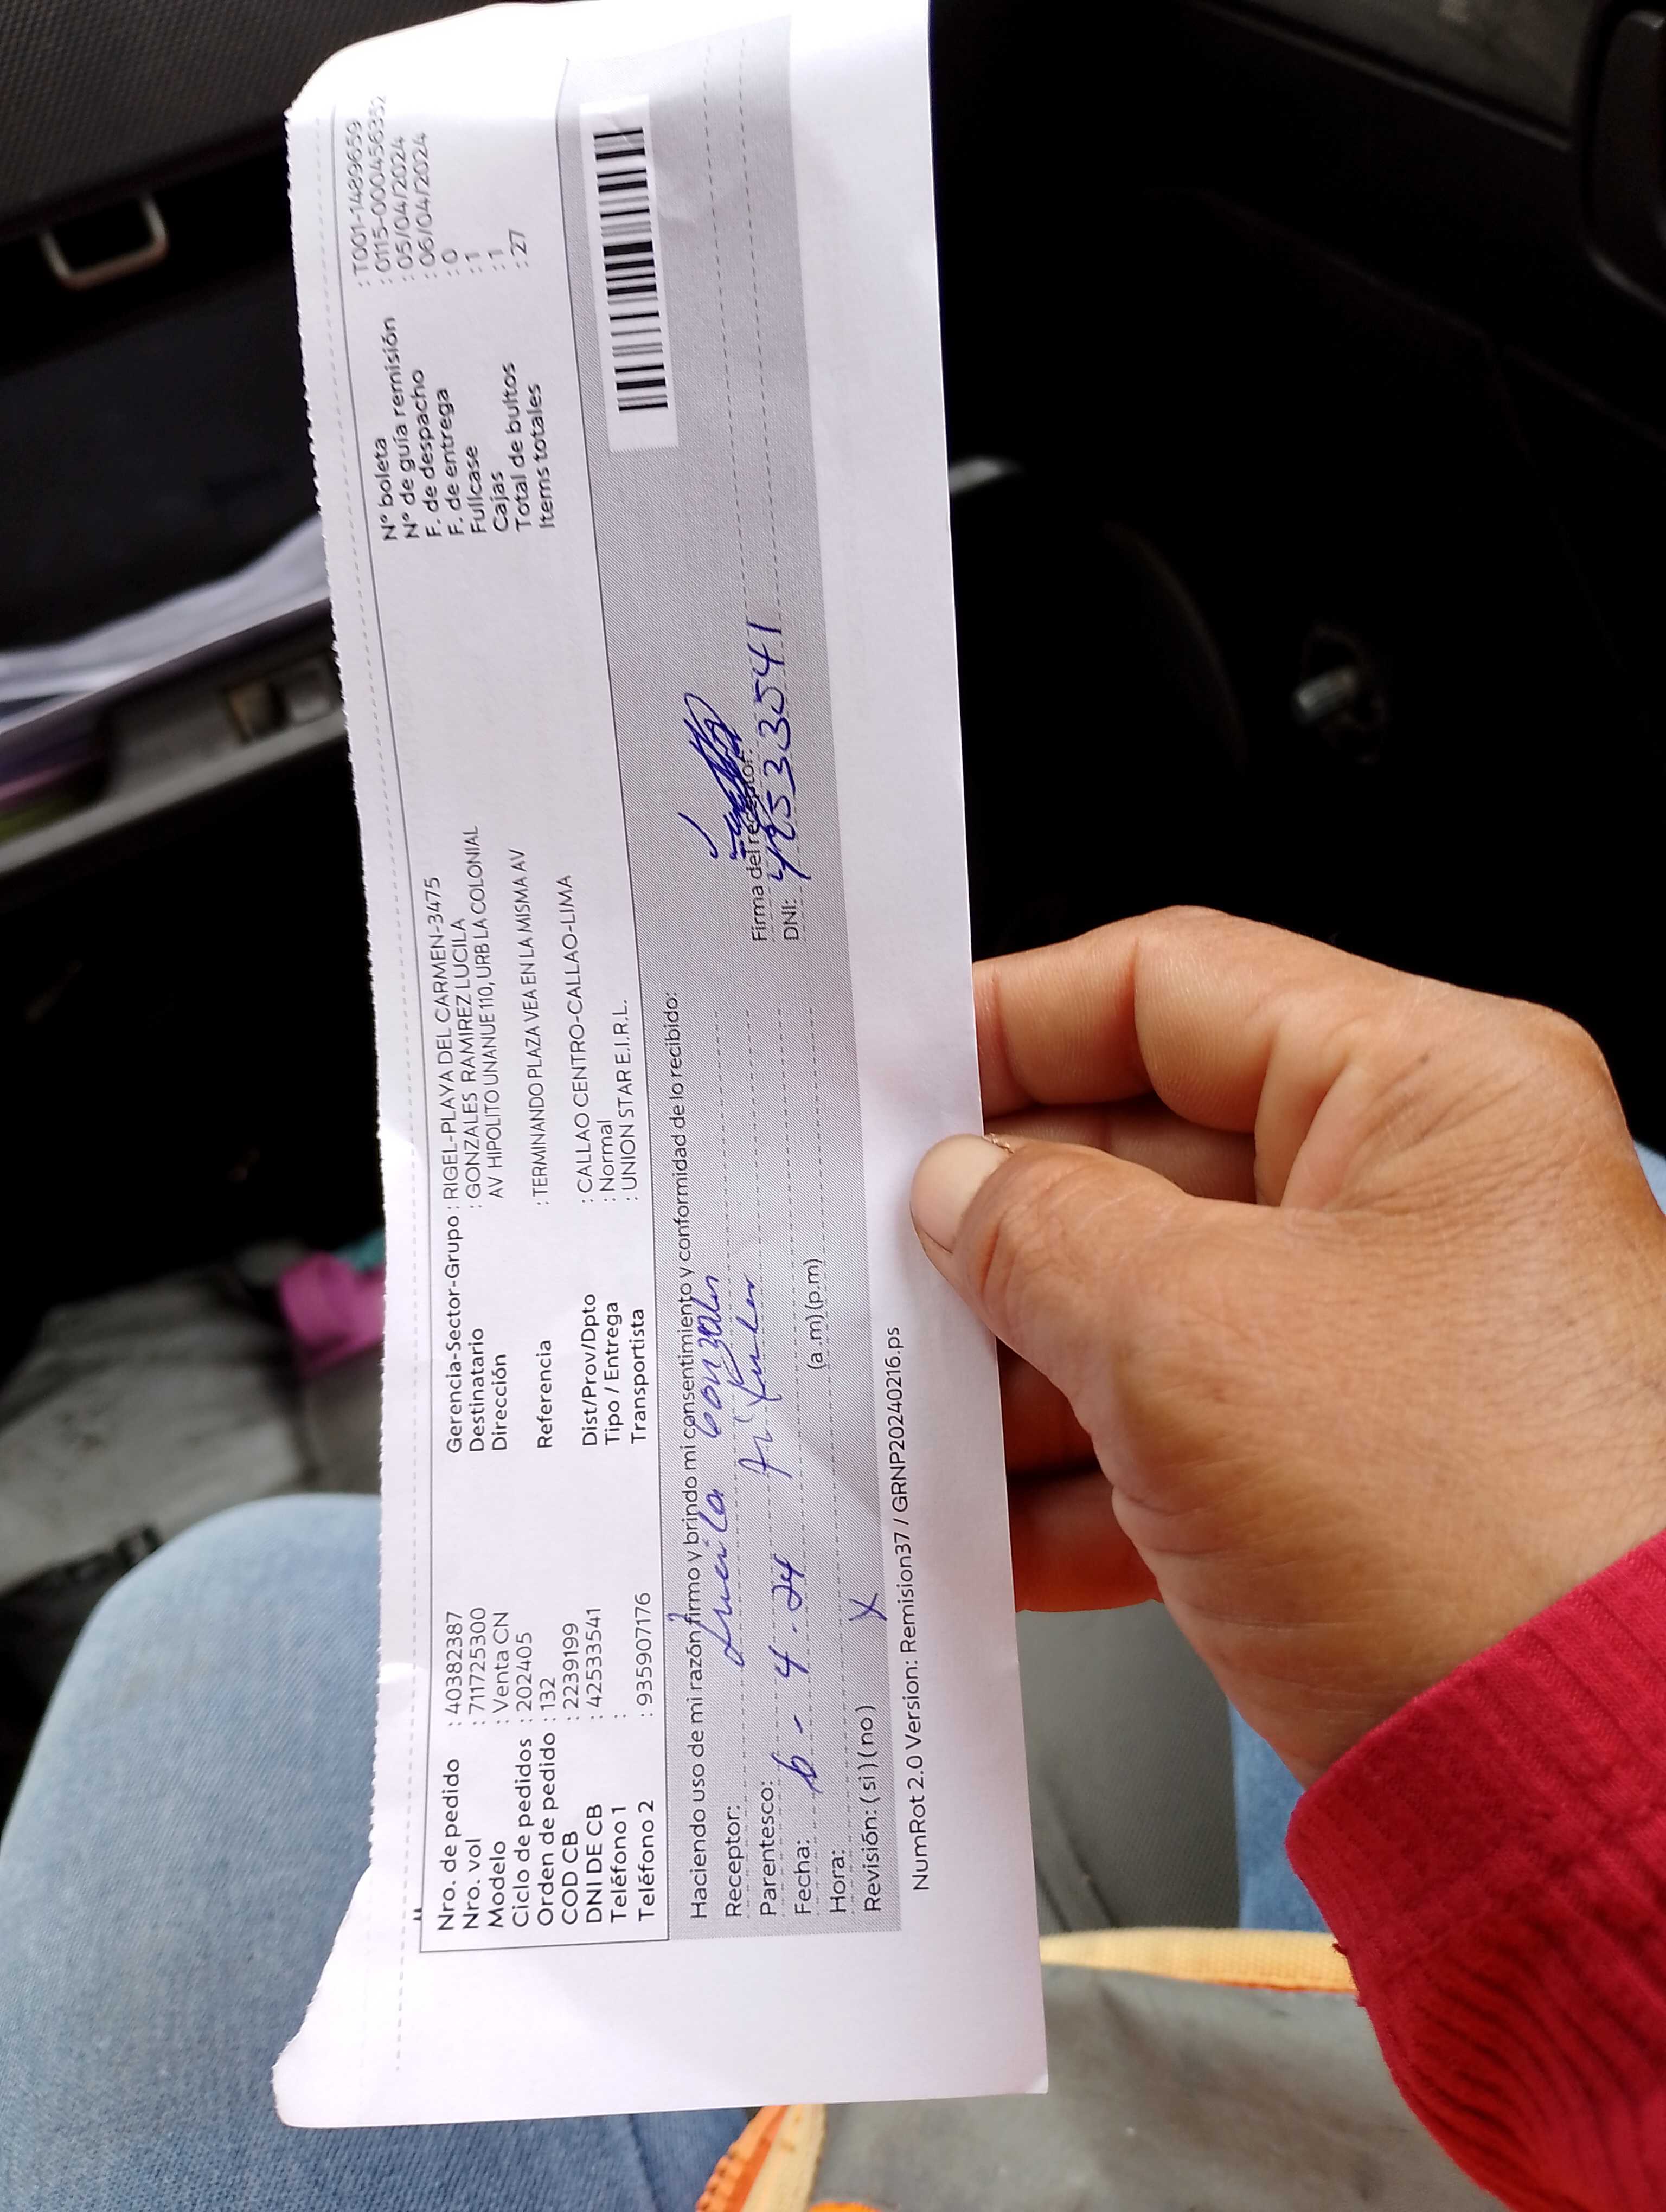 Nro. de pedido : 40382387
Nro. vol : 711725300
Modelo : Venta CN
Ciclo de pedidos : 202405
Orden de pedido : 132
COD CB : 2239199
DNI DE CB : 42533541
Teléfono 1 :
Teléfono 2 : 935907176
Gerencia-Sector-Grupo : RIGEL-PLAYA DEL CARMEN-3475
Destinatario : GONZALES RAMIREZ LUCILA
Dirección AV HIPOLITO UNANUE 110, URB LA COLONIAL
Referencia : TERMINANDO PLAZA VEA EN LA MISMA AV
Dist/Prov/Dpto : CALLAO CENTRO-CALLAO-LIMA
Tipo / Entrega : Normal
Transportista : UNION STAR E.I.R.L.
N° boleta : T001-1489659
N° de guía remisión : 0115-000456352
F. de despacho : 05/04/2024
F. de entrega : 06/04/2024
Fullcase : 0
Cajas : 1
Total de bultos : 1
Items totales : 27
Haciendo uso de mi razón firmo y brindo mi consentimiento y conformidad de lo recibido:
Receptor: Lucila Gonzales
Parentesco:
Fecha: 6 - 4 . 24
Hora: (a.m) (p.m)
Revisión: ( si ) ( no ) X
Firma del receptor:
DNI: 42533541
NumRot 2.0 Version: Remision37 / GRNP20240216.ps